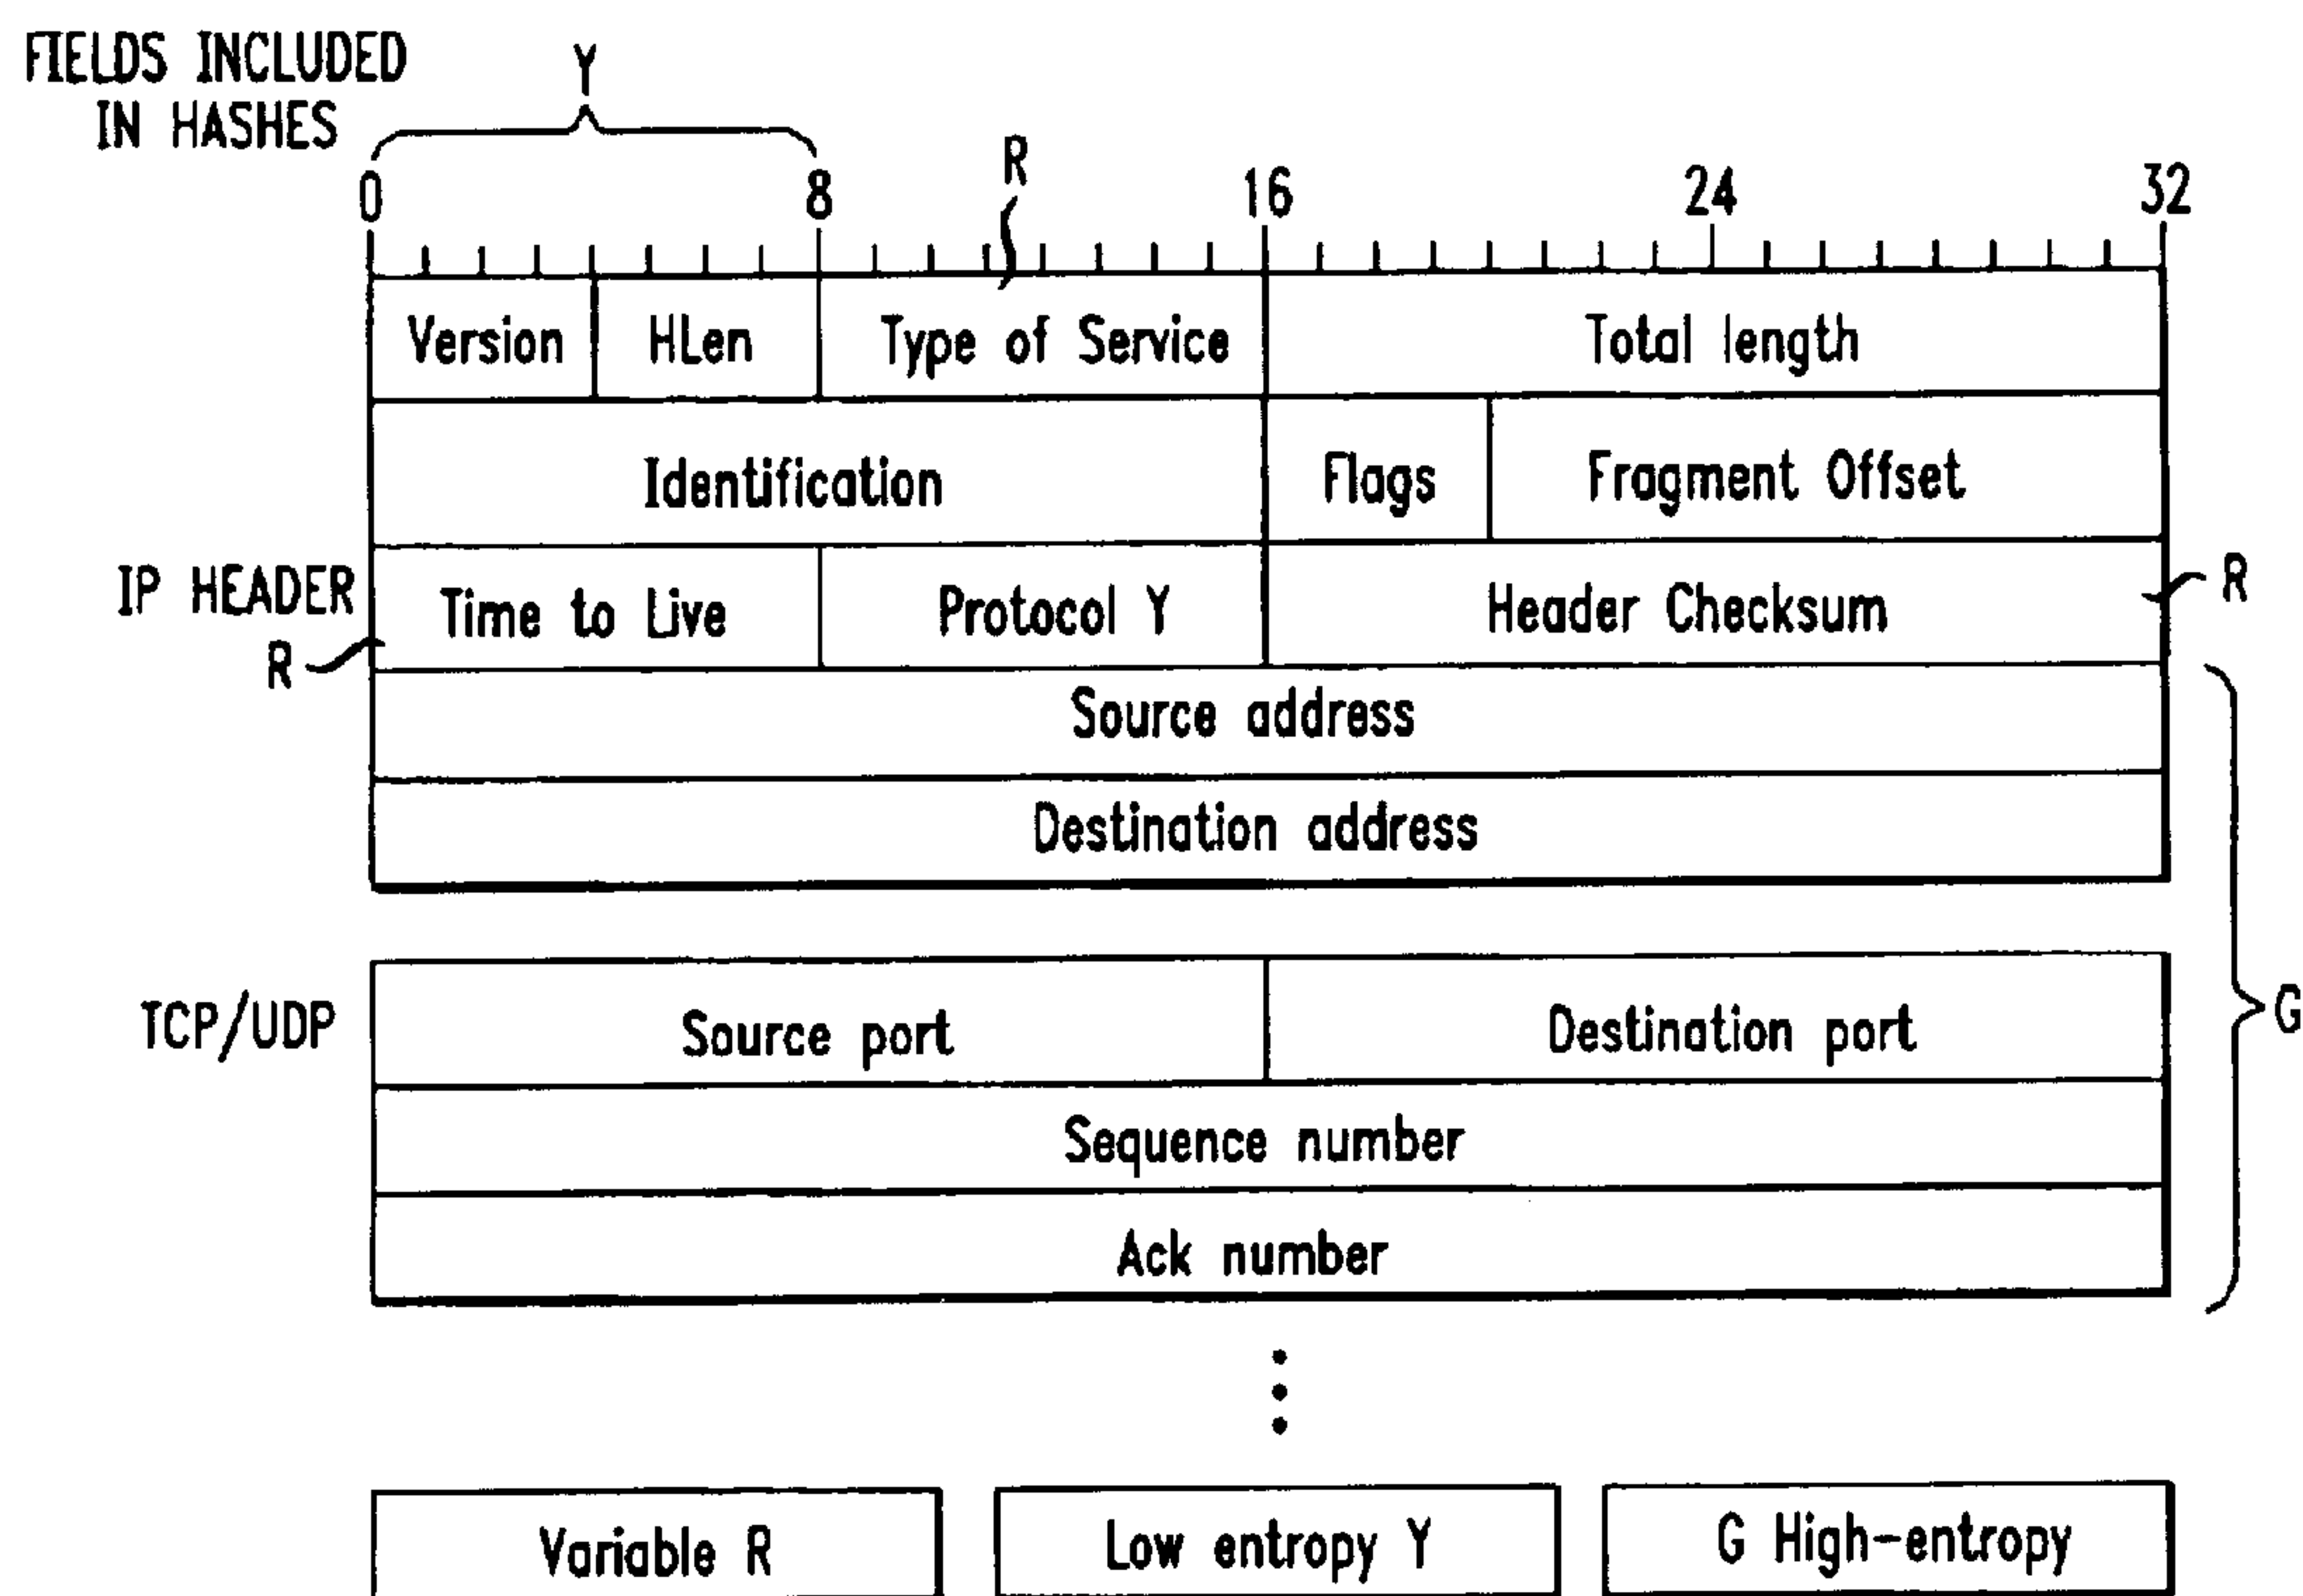 FIELDS INCLUDED
IN HASHES
Y
R
0 8 16 24 32
Version HLen Type of Service Total length
Identification Flags Fragment Offset
IP HEADER Time to Live Protocol Y Header Checksum R
R
Source address
Destination address
TCP/UDP Source port Destination port G
Sequence number
Ack number
Variable R Low entropy Y G High-entropy